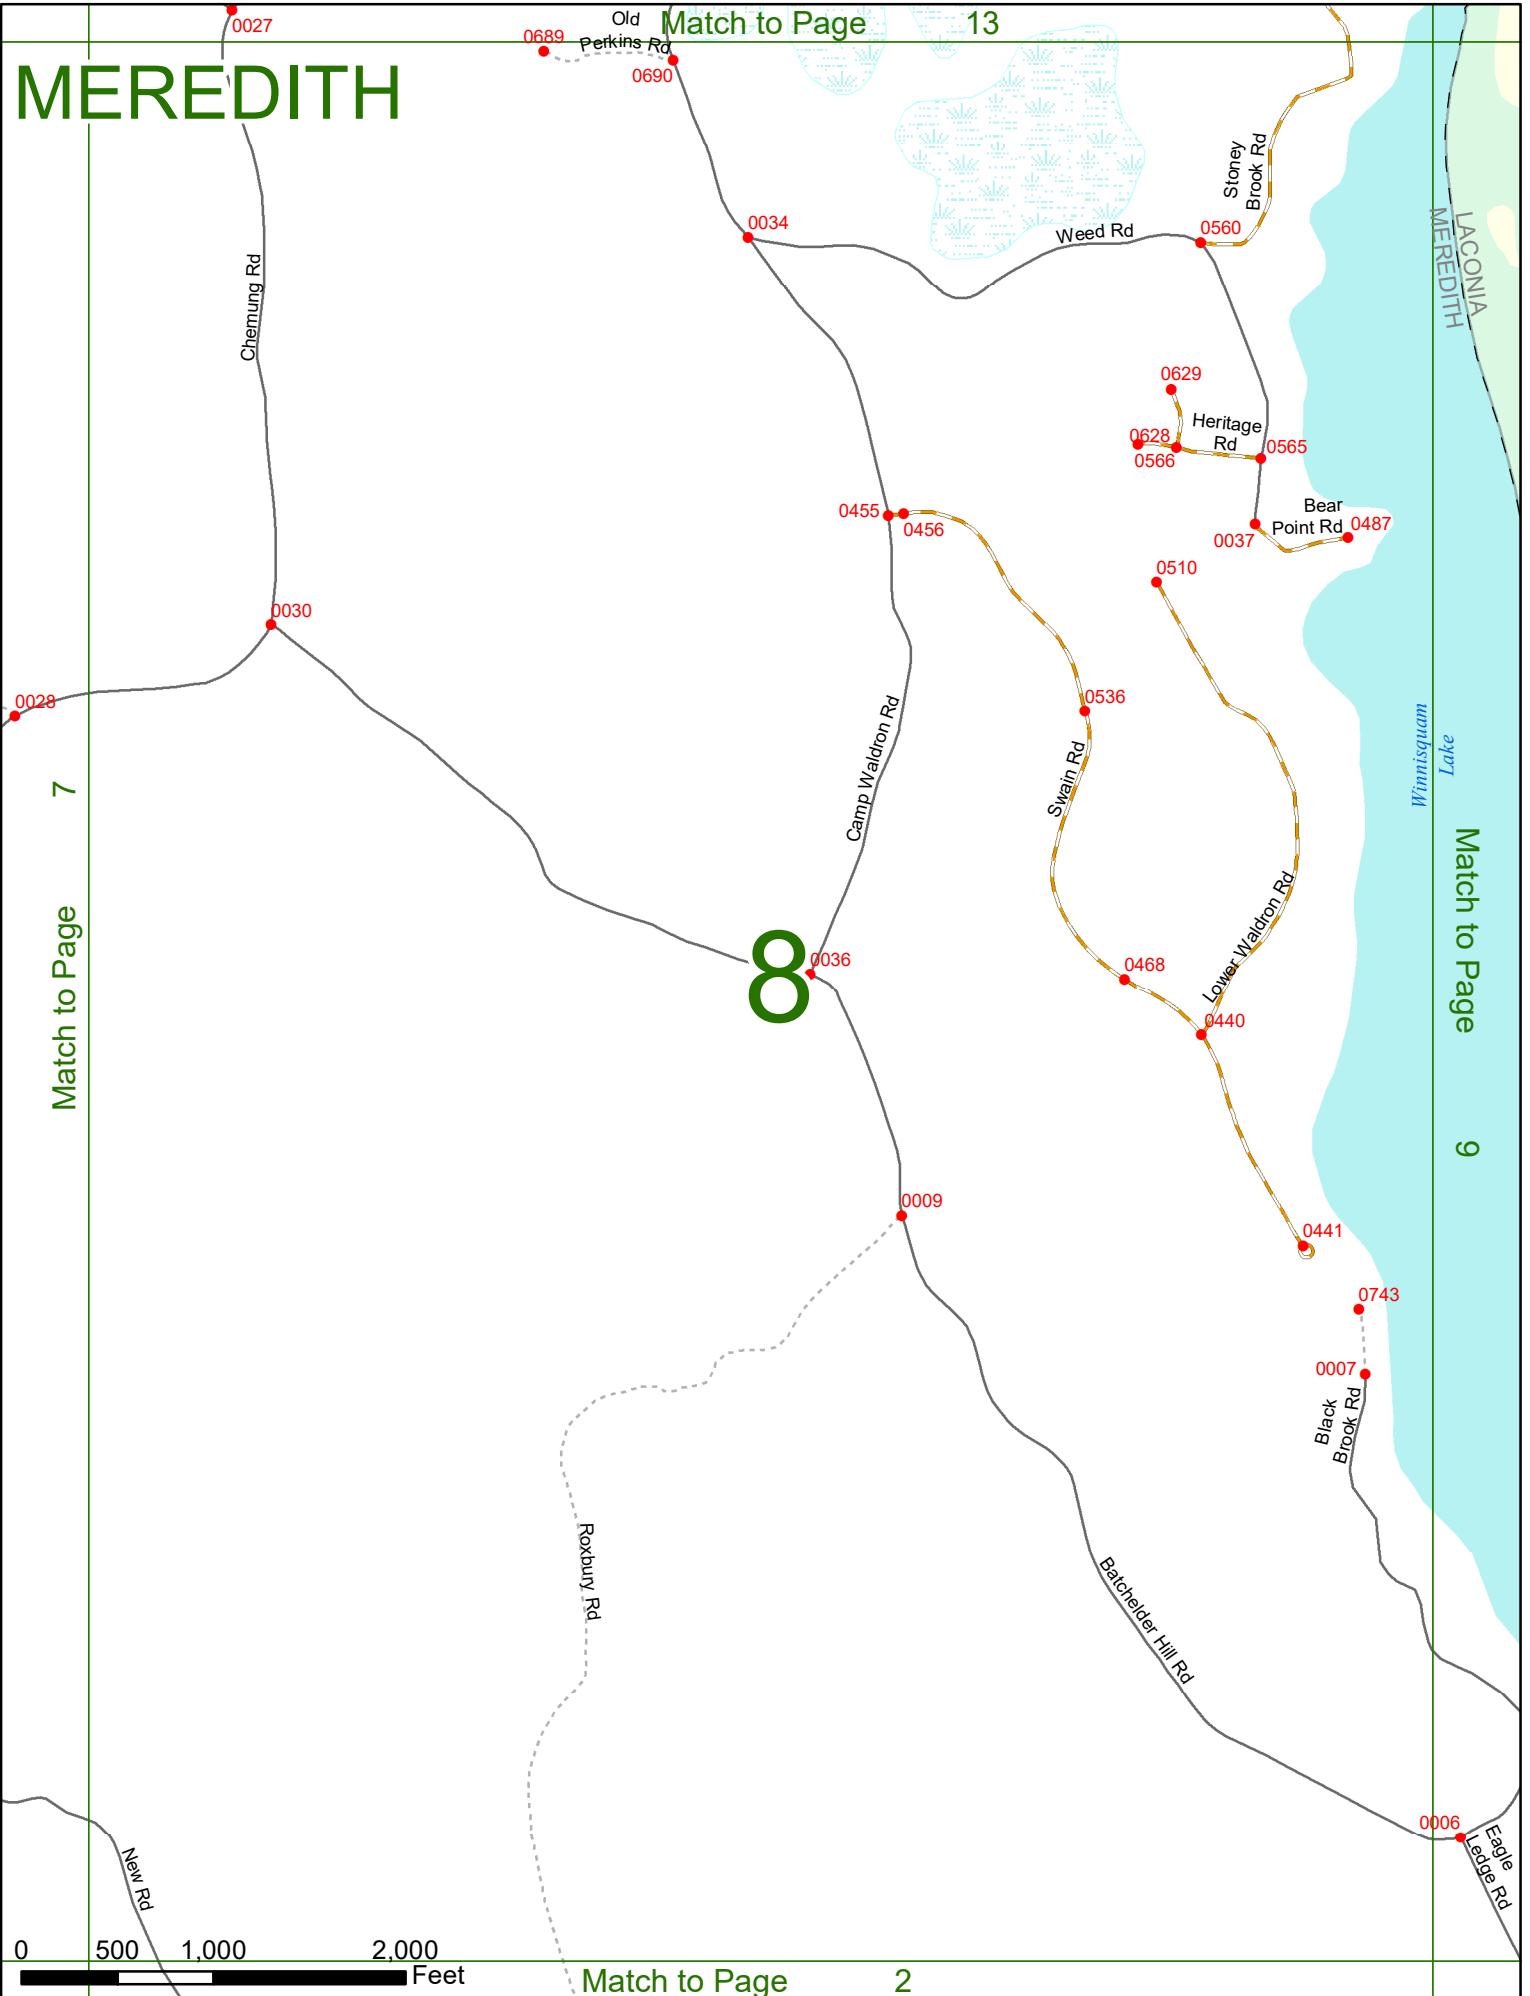 0027
Old
Match to Page 13
0689
Perkins Rd
0690
MEREDITH
Stoney
Brook Rd
0034
Weed Rd
0560
LACONIA
MEREDITH
Chemung Rd
0629
Heritage
Rd
0628
0566
0565
0455
0456
Bear
Point Rd
0487
0037
0510
0030
0028
0536
Camp Waldron Rd
Swain Rd
Winnisquam
Lake
Match to Page 7
Match to Page 9
Lower Waldron Rd
8
0036
0468
0440
0009
0441
0743
0007
Black
Brook Rd
Roxbury Rd
Batchelder Hill Rd
0006
Eagle
Ledge Rd
New Rd
0 500 1,000 2,000
Feet
Match to Page 2